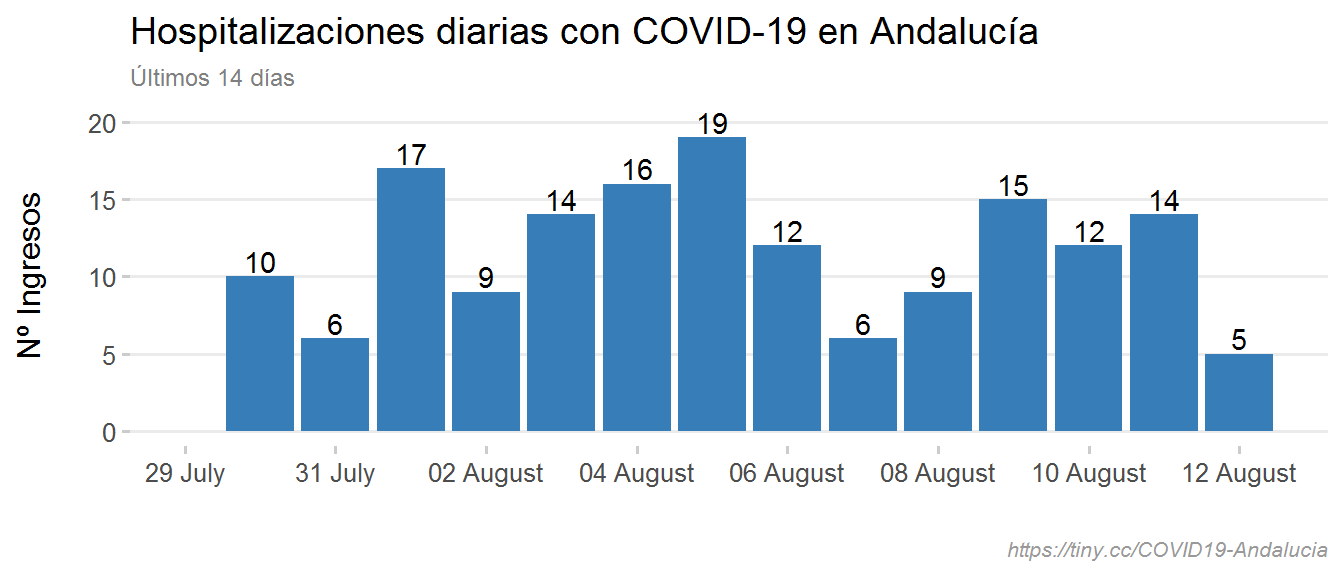 Hospitalizaciones diarias con COVID-19 en Andalucía
Últimos 14 días
Nº Ingresos
20
15
10
5
0
10
6
17
9
14
16
19
12
6
9
15
12
14
5
29 July
31 July
02 August
04 August
06 August
08 August
10 August
12 August
https://tiny.cc/COVID19-Andalucia